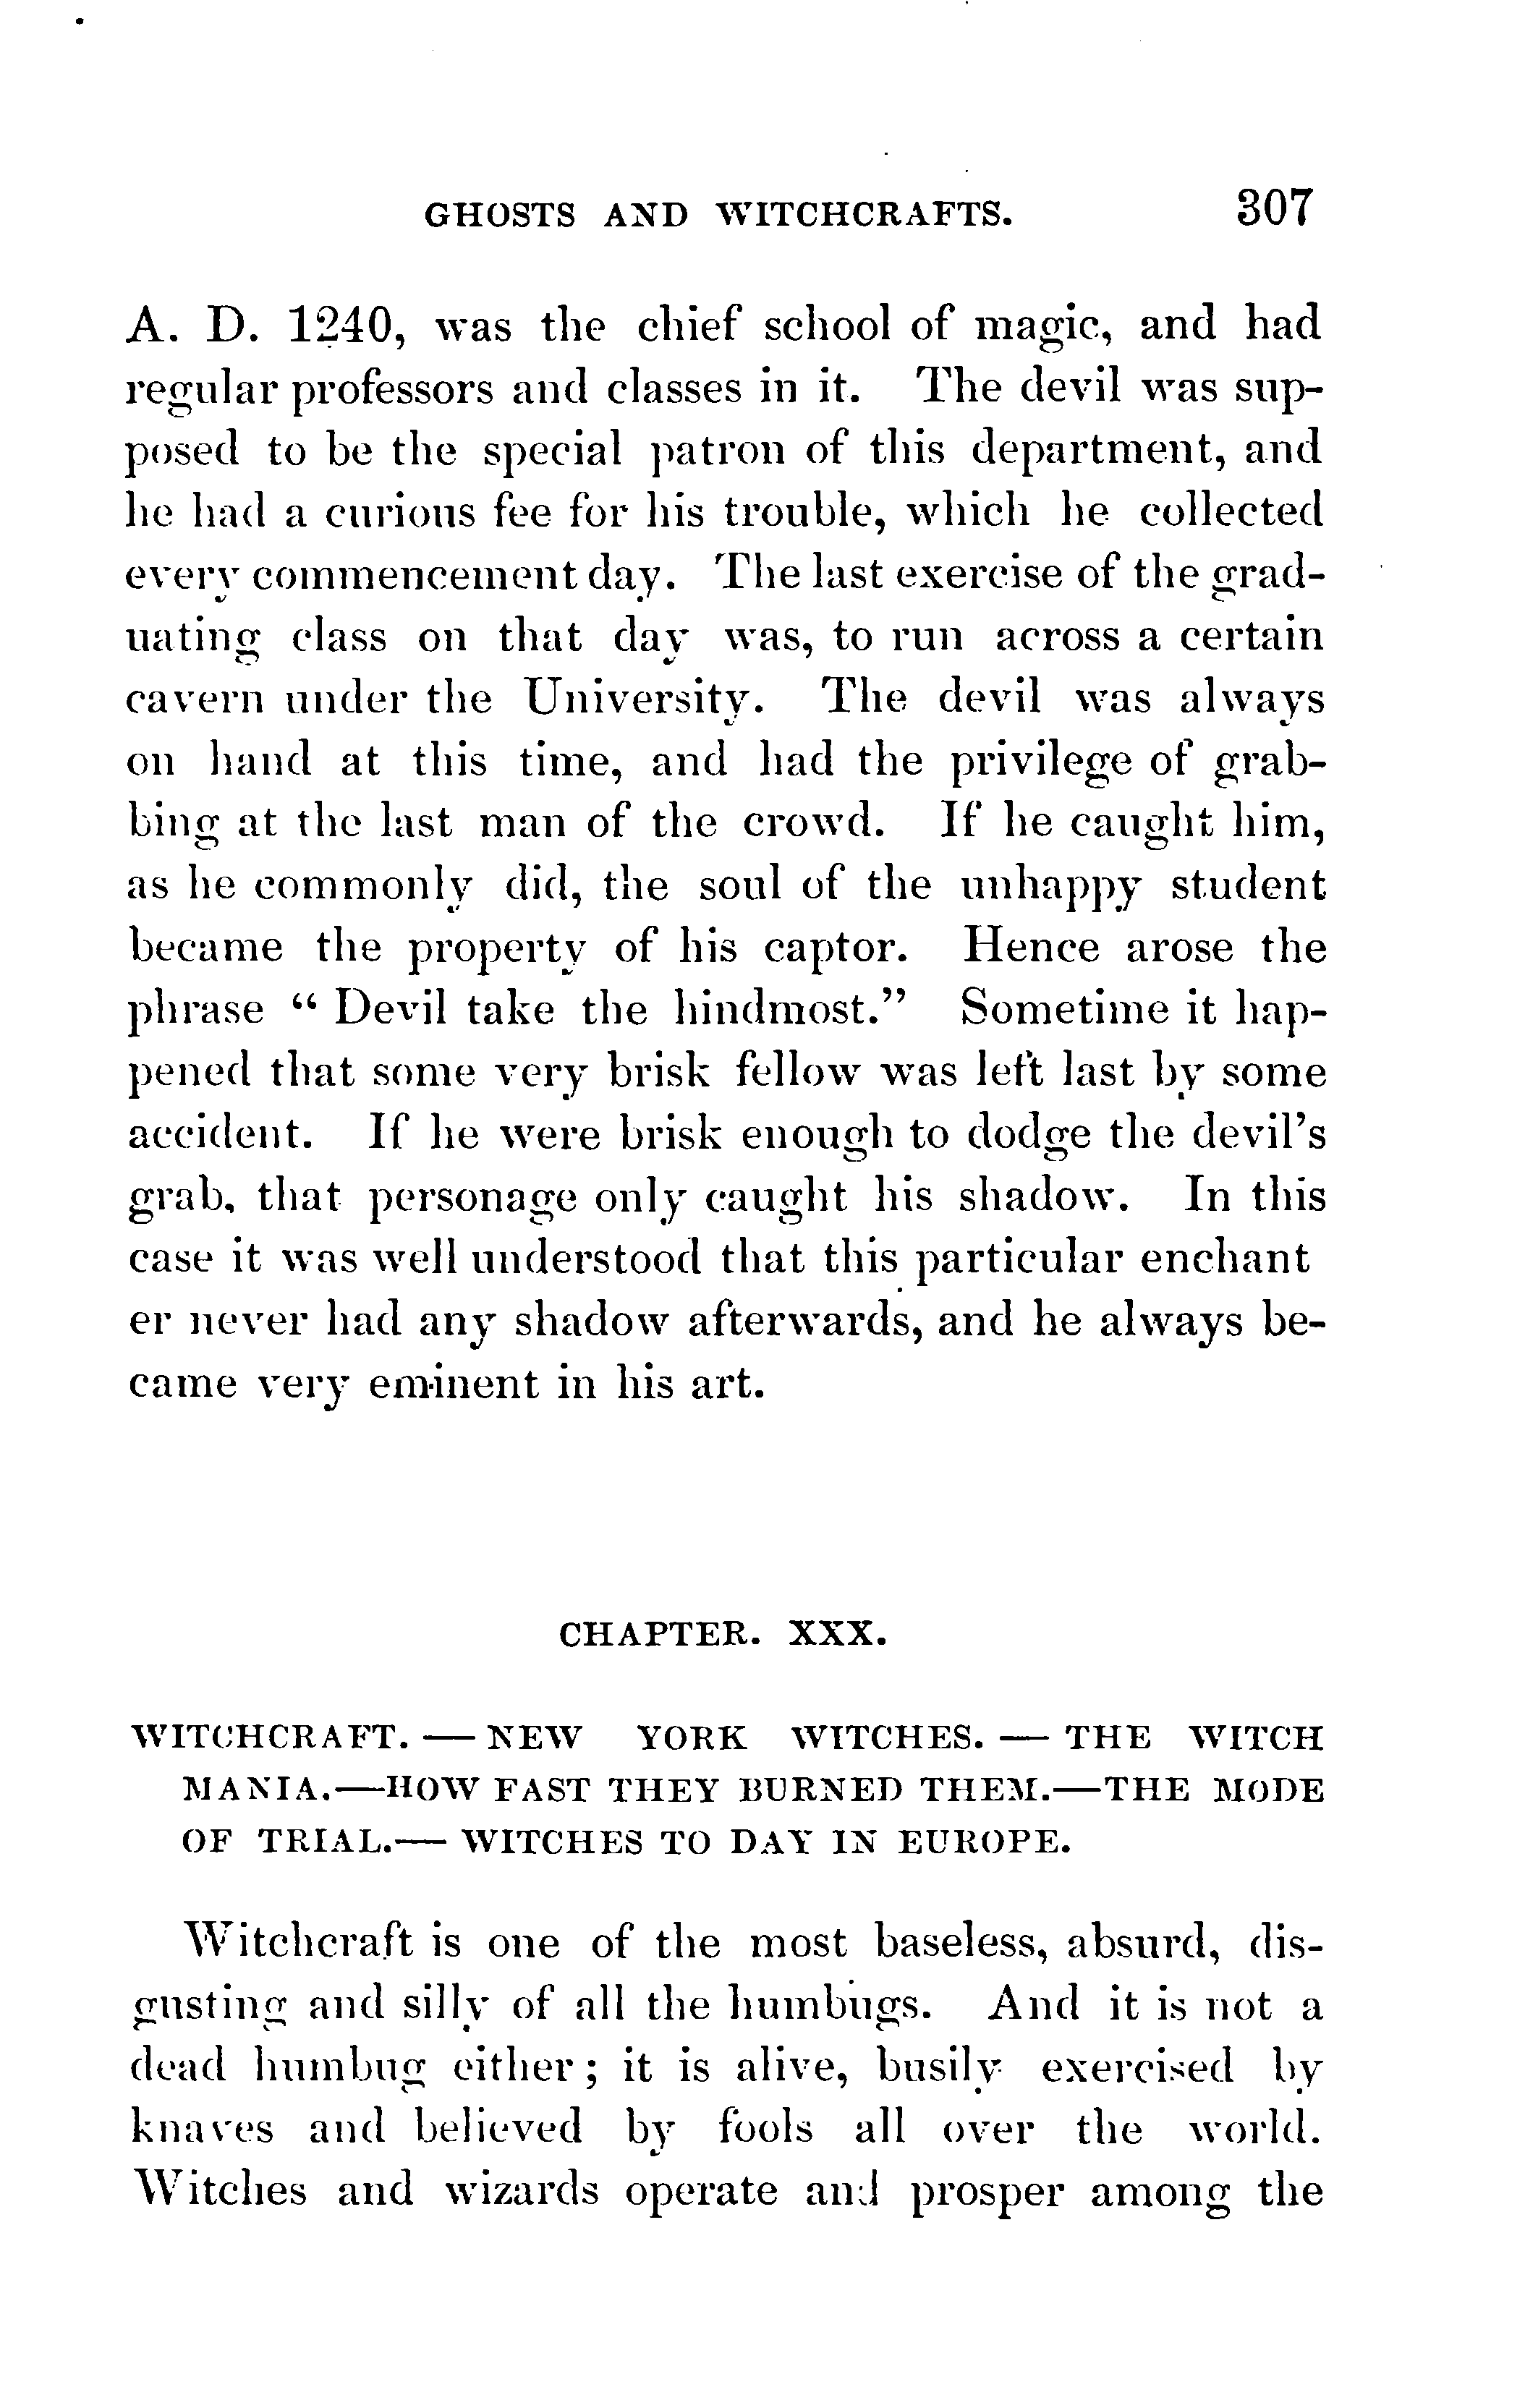 GHOSTS AND WITCHCRAFTS. 307
A. D. 1240, was the chief school of magic, and had
regular professors and classes in it. The devil was sup-
posed to be the special patron of this department, and
he had a curious fee for his trouble, which he collected
every commencement day. The last exercise of the grad-
uating class on that day was, to run across a certain
cavern under the University. The devil was always
on hand at this time, and had the privilege of grab-
bing at the last man of the crowd. If he caught him,
as he commonly did, the soul of the unhappy student
became the property of his captor. Hence arose the
phrase “ Devil take the hindmost.” Sometime it hap-
pened that some very brisk fellow was left last by some
accident. If he were brisk enough to dodge the devil’s
grab, that personage only caught his shadow. In this
case it was well understood that this particular enchant
er never had any shadow afterwards, and he always be-
came very eminent in his art.
CHAPTER. XXX.
WITCHCRAFT. — NEW YORK WITCHES. — THE WITCH
MANIA.—HOW FAST THEY BURNED THEM.—THE MODE
OF TRIAL.— WITCHES TO DAY IN EUROPE.
Witchcraft is one of the most baseless, absurd, dis-
gusting and silly of all the humbugs. And it is not a
dead humbug either; it is alive, busily exercised by
knaves and believed by fools all over the world.
Witches and wizards operate and prosper among the